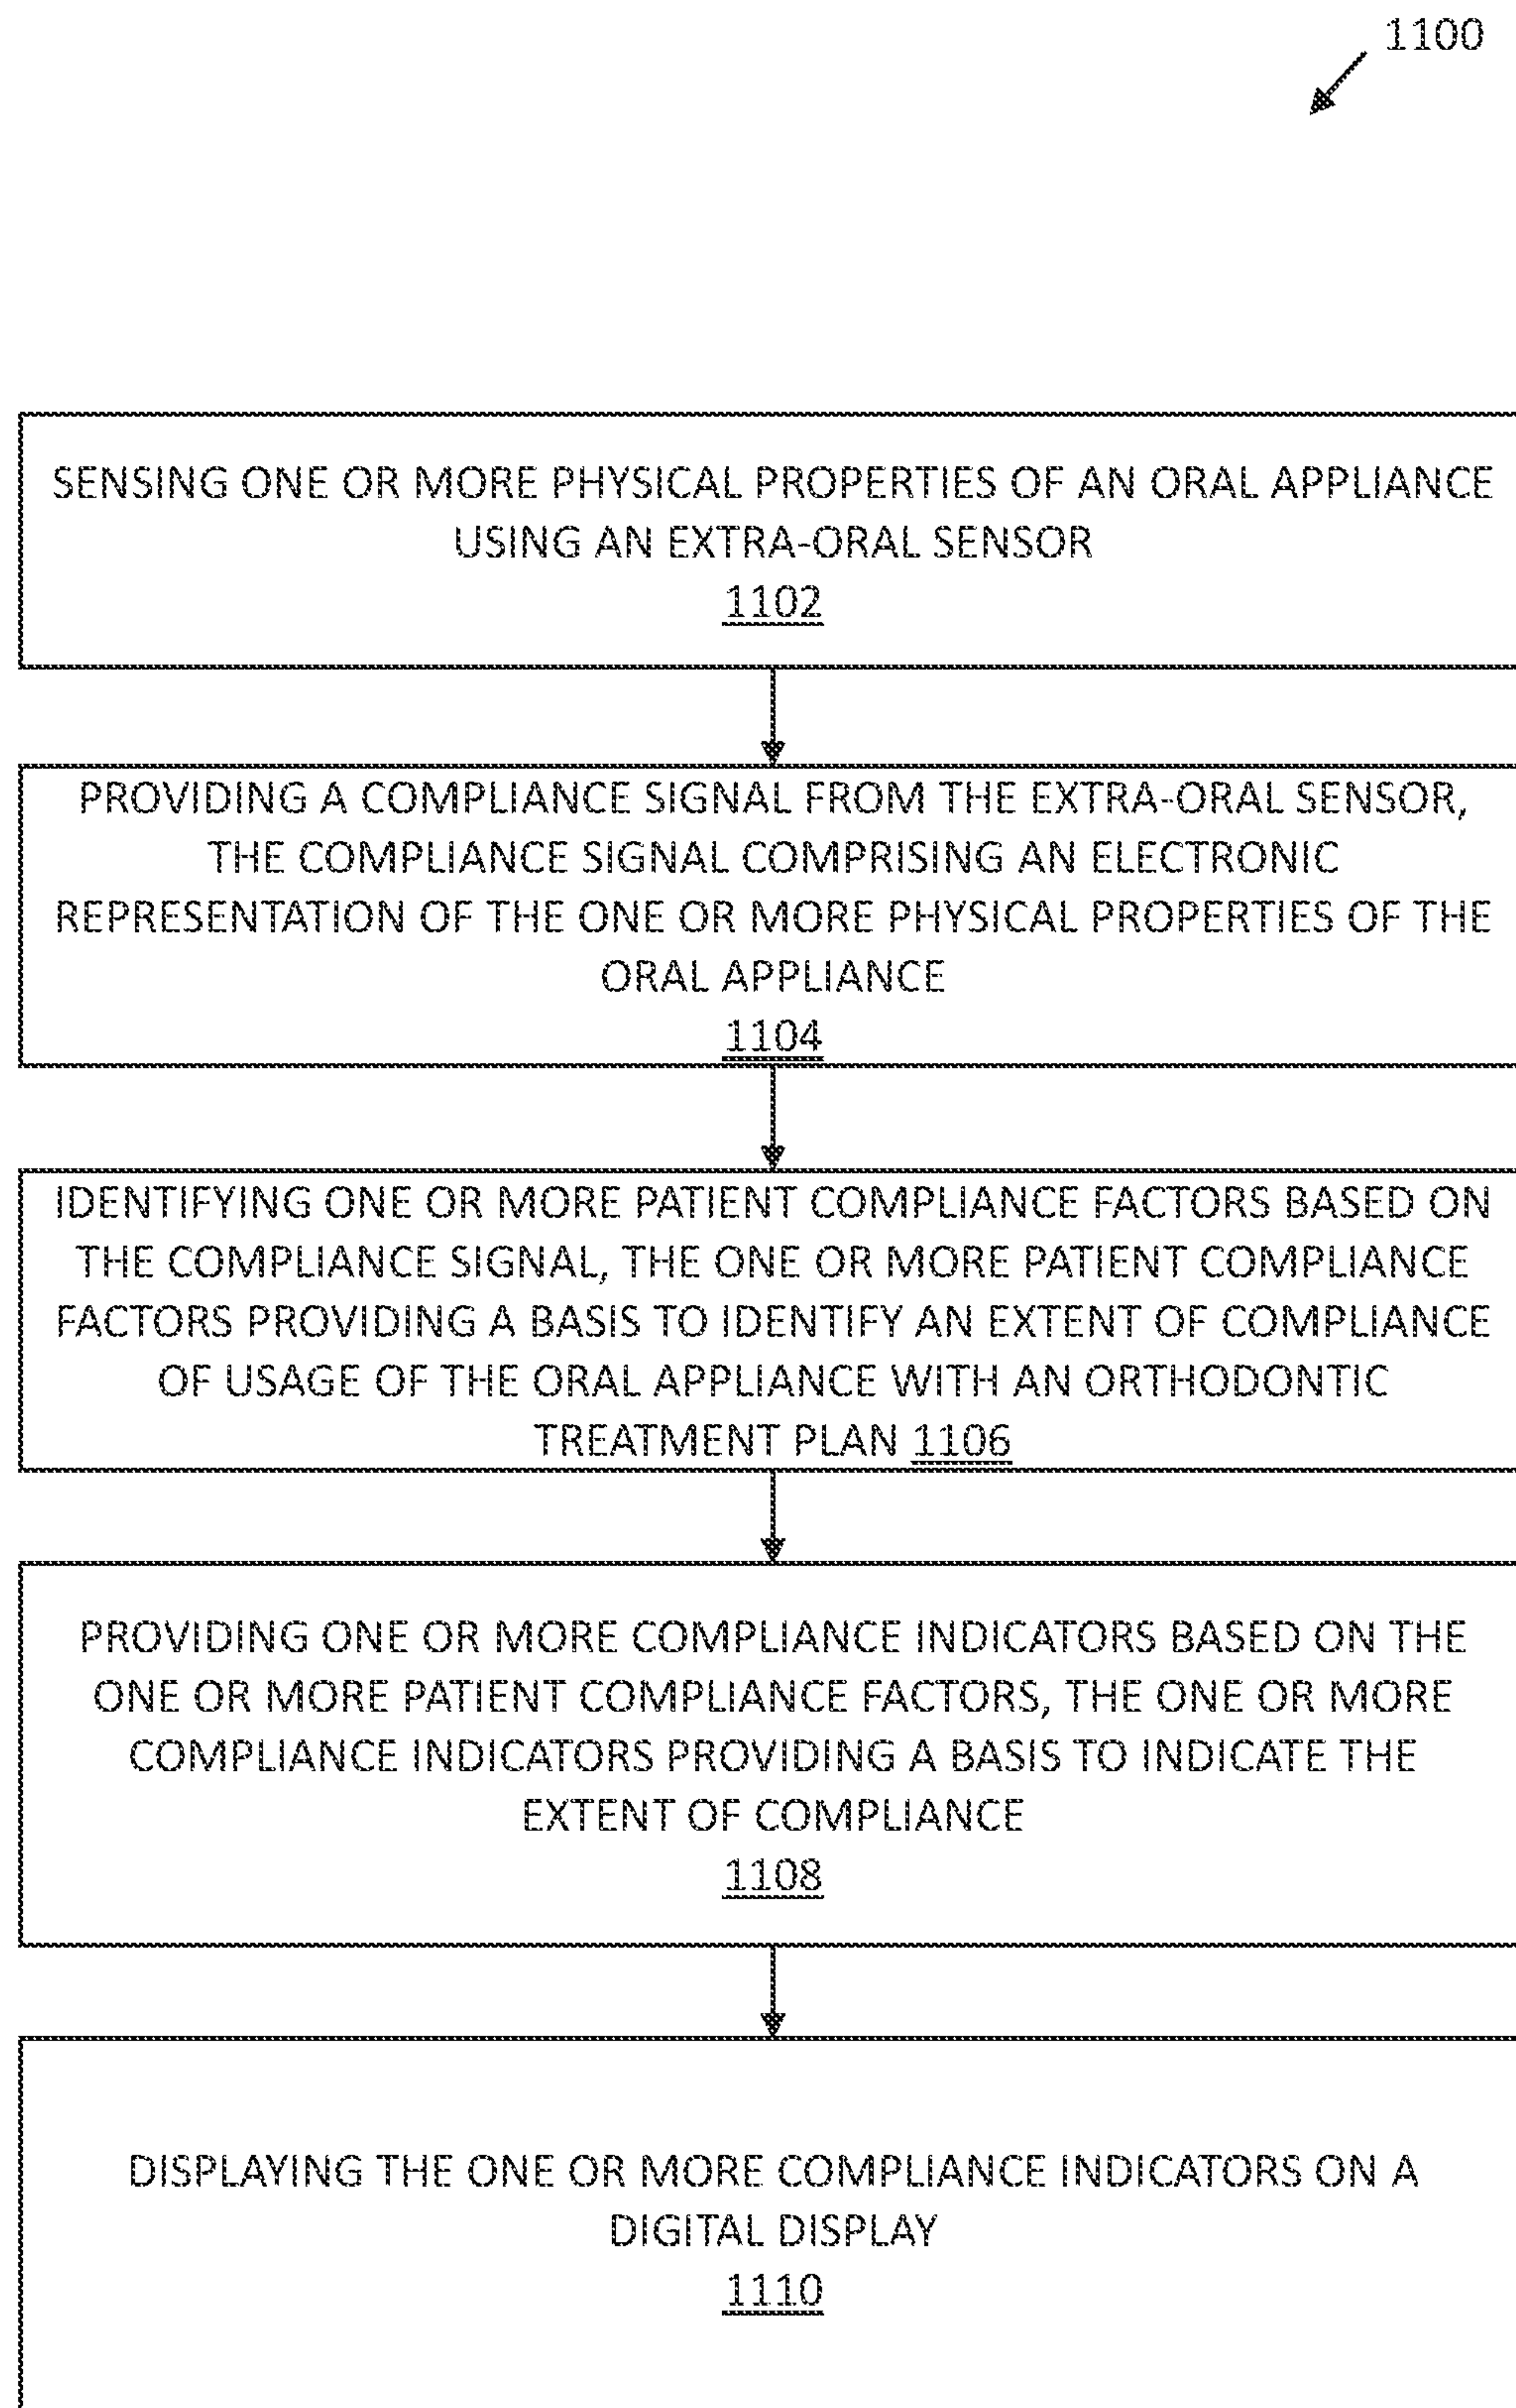 1100
SENSING ONE OR MORE PHYSICAL PROPERTIES OF AN ORAL APPLIANCE
USING AN EXTRA-ORAL SENSOR
1102
PROVIDING A COMPLIANCE SIGNAL FROM THE EXTRA-ORAL SENSOR,
THE COMPLIANCE SIGNAL COMPRISING AN ELECTRONIC
REPRESENTATION OF THE ONE OR MORE PHYSICAL PROPERTIES OF THE
ORAL APPLIANCE
1104
IDENTIFYING ONE OR MORE PATIENT COMPLIANCE FACTORS BASED ON
THE COMPLIANCE SIGNAL, THE ONE OR MORE PATIENT COMPLIANCE
FACTORS PROVIDING A BASIS TO IDENTIFY AN EXTENT OF COMPLIANCE
OF USAGE OF THE ORAL APPLIANCE WITH AN ORTHODONTIC
TREATMENT PLAN 1106
PROVIDING ONE OR MORE COMPLIANCE INDICATORS BASED ON THE
ONE OR MORE PATIENT COMPLIANCE FACTORS, THE ONE OR MORE
COMPLIANCE INDICATORS PROVIDING A BASIS TO INDICATE THE
EXTENT OF COMPLIANCE
1108
DISPLAYING THE ONE OR MORE COMPLIANCE INDICATORS ON A
DIGITAL DISPLAY
1110